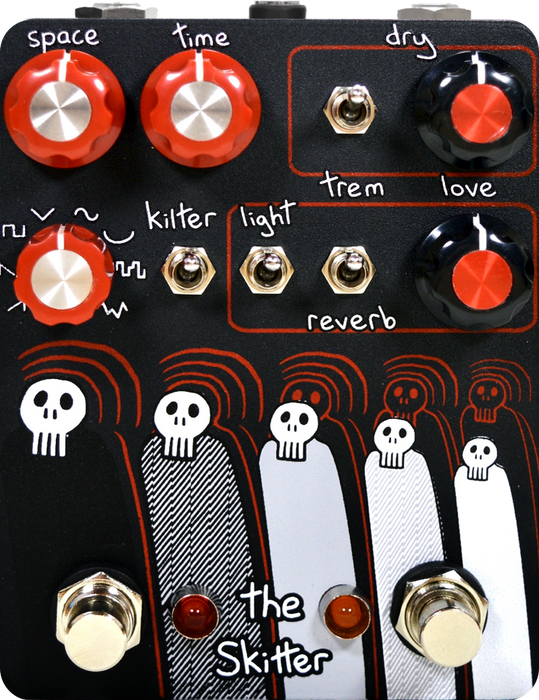 space
time
dry
trem
love
kilter
light
reverb
the
Skitter